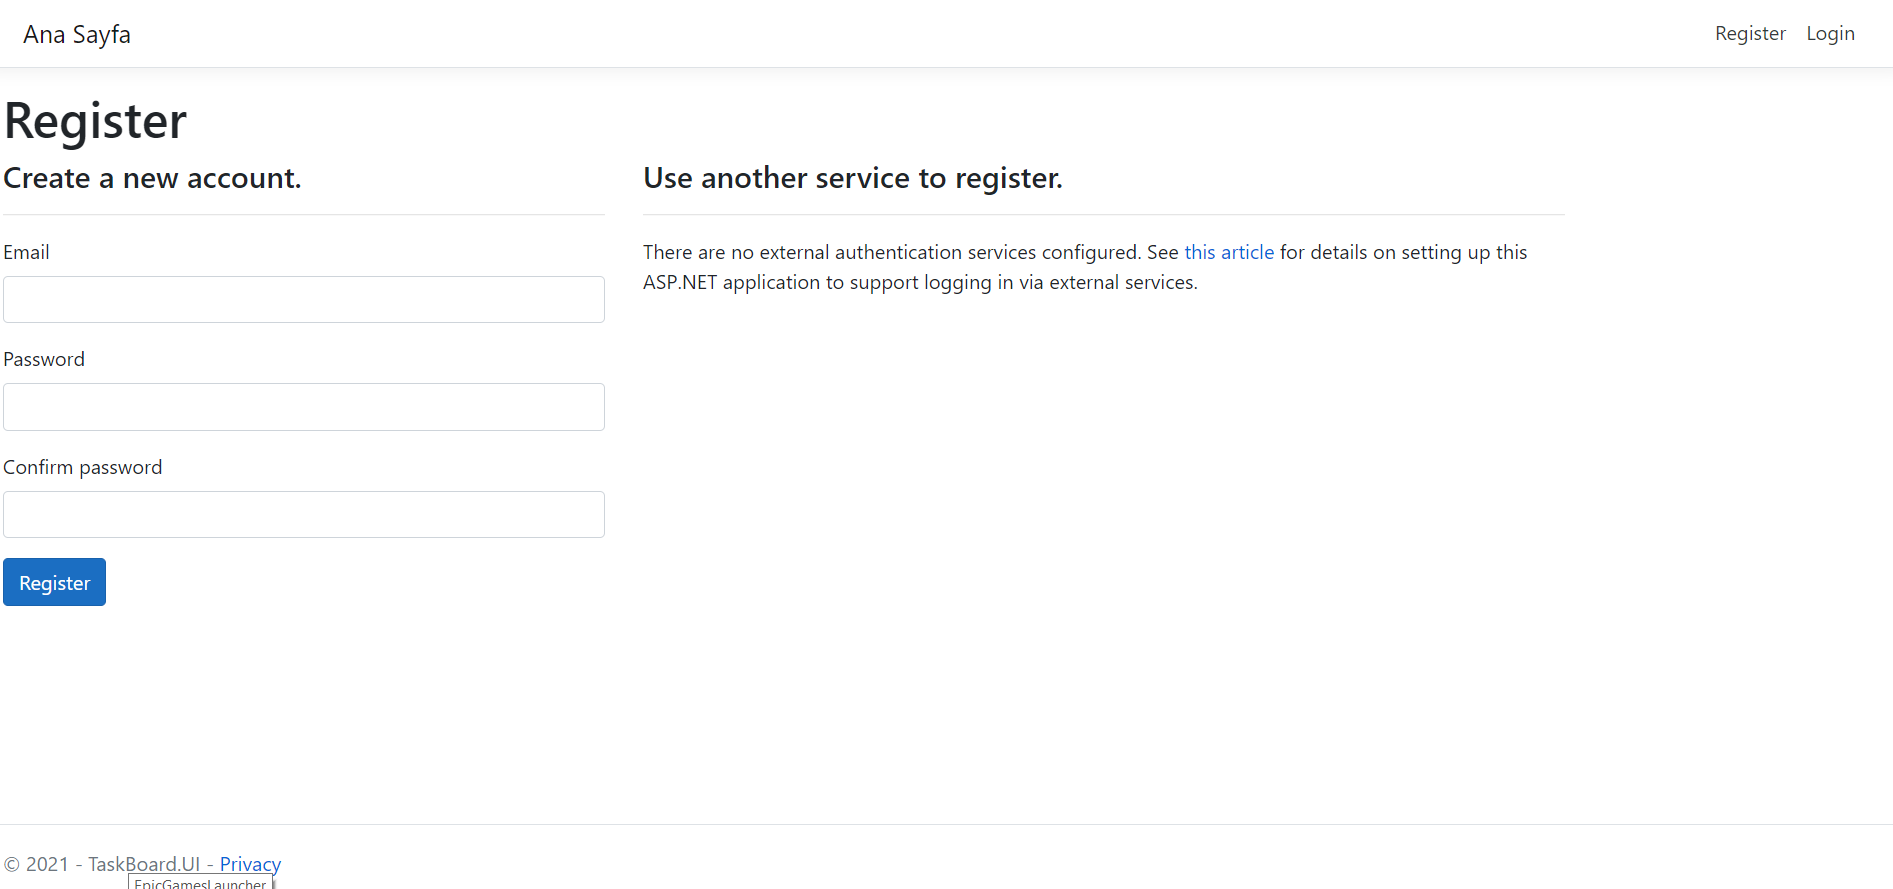 Ana Sayfa
Register Login
Register
Create a new account.
Email
Password
Confirm password
Register
Use another service to register.
There are no external authentication services configured. See this article for details on setting up this
ASP.NET application to support logging in via external services.
© 2021 - TaskBoard.UI - Privacy
EpicGamesLauncher